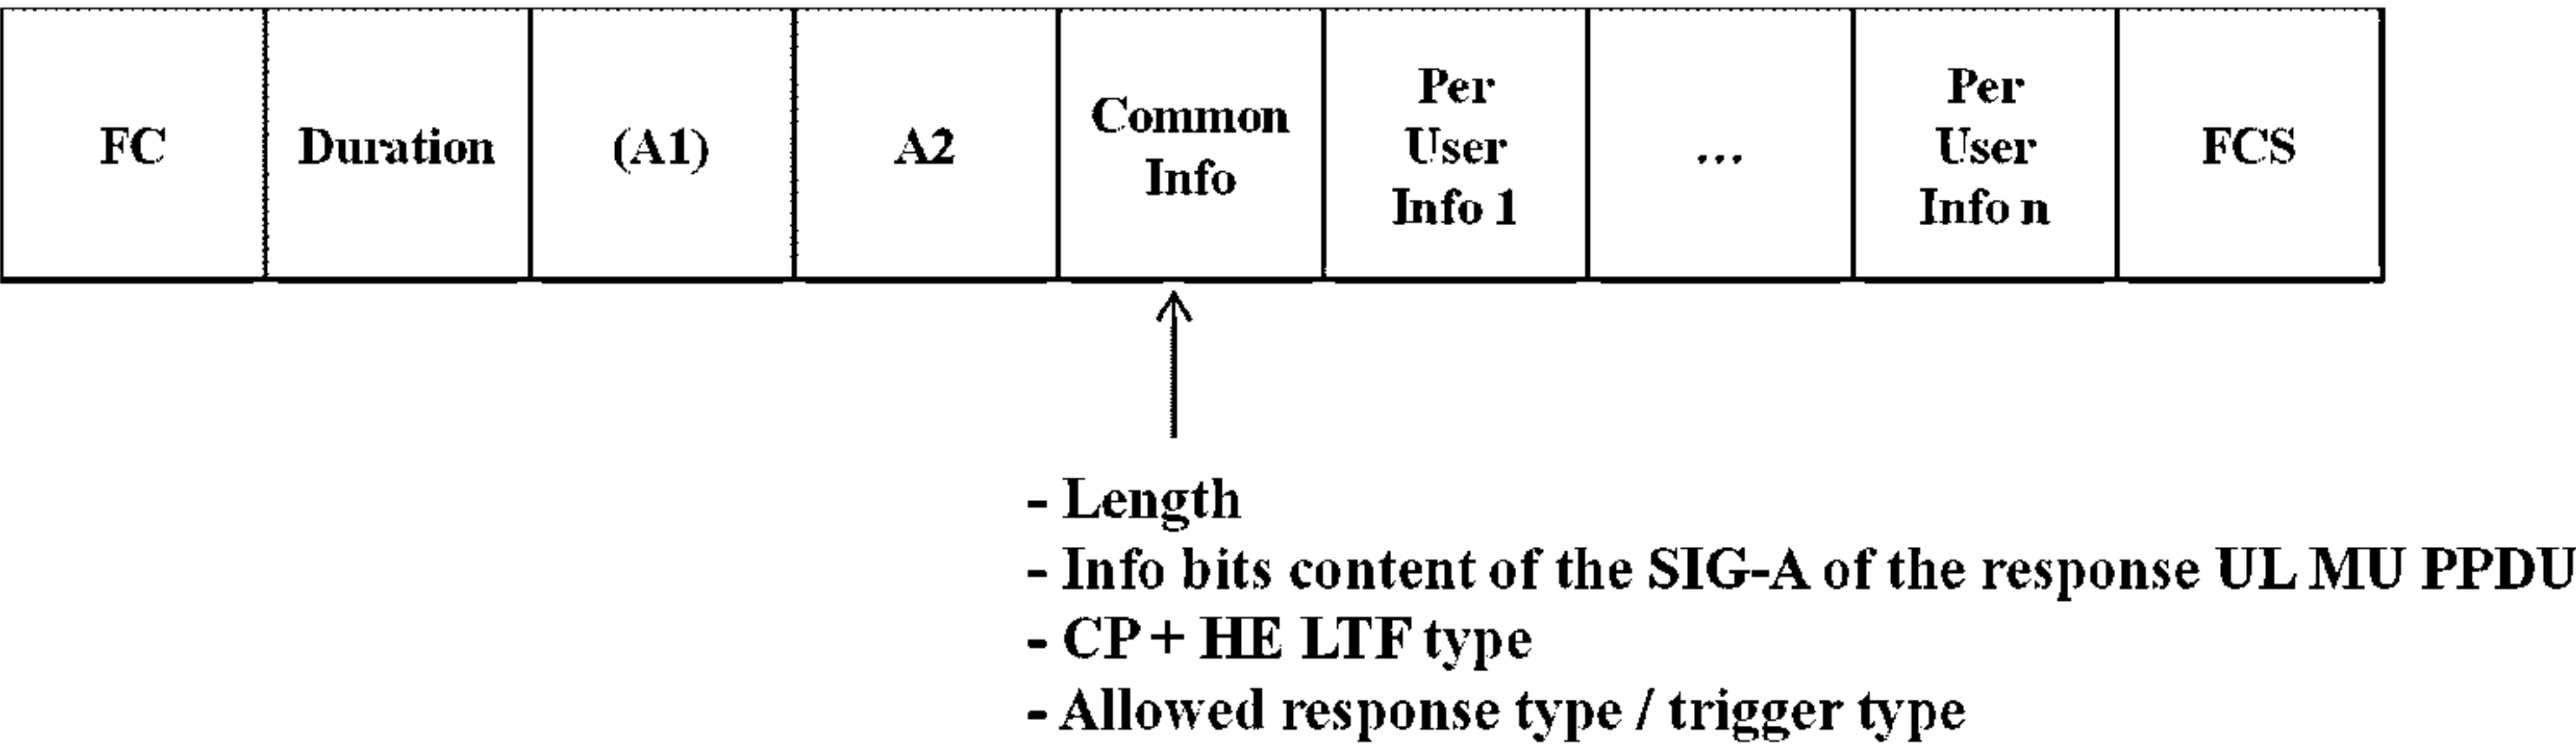 FC
Duration
(A1)
A2
Common
Info
Per
User
Info 1
...
Per
User
Info n
FCS
- Length
- Info bits content of the SIG-A of the response UL MU PPDU
- CP + HE LTF type
- Allowed response type / trigger type